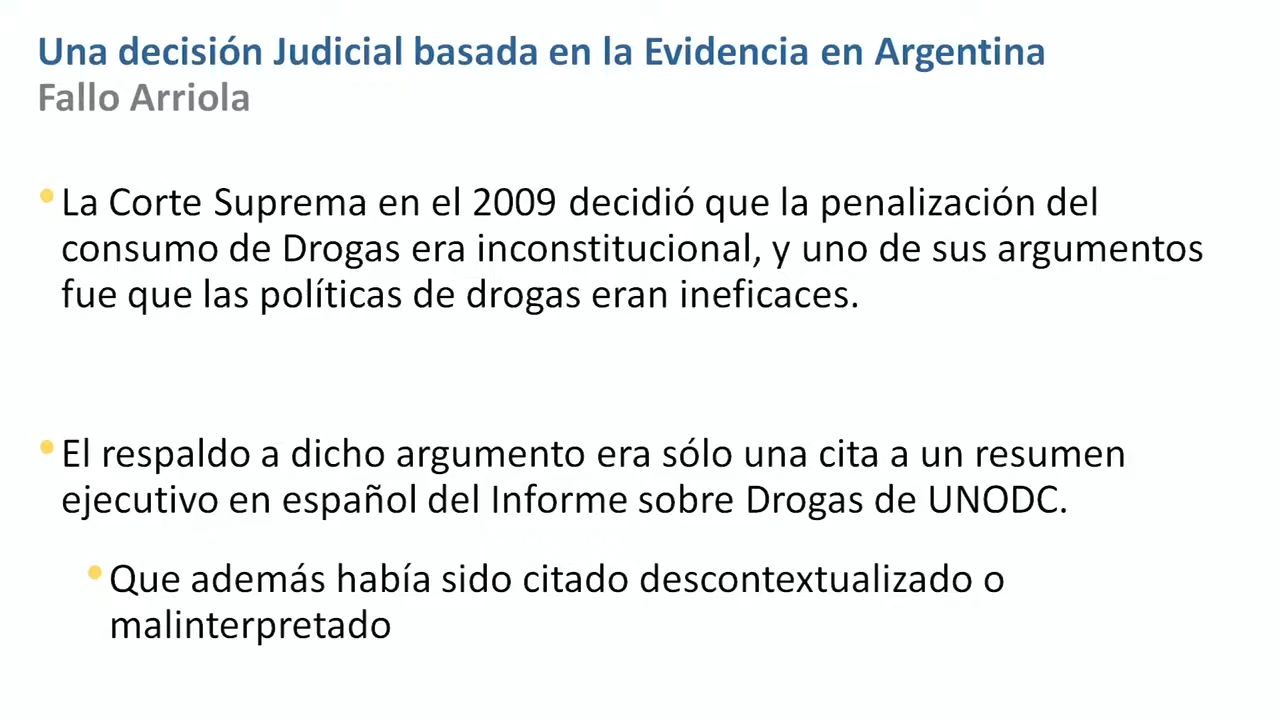 Una decisión Judicial basada en la Evidencia en Argentina
Fallo Arriola
• La Corte Suprema en el 2009 decidió que la penalización del
consumo de Drogas era inconstitucional, y uno de sus argumentos
fue que las políticas de drogas eran ineficaces.
• El respaldo a dicho argumento era sólo una cita a un resumen
ejecutivo en español del Informe sobre Drogas de UNODC.
• Que además había sido citado descontextualizado o
malinterpretado